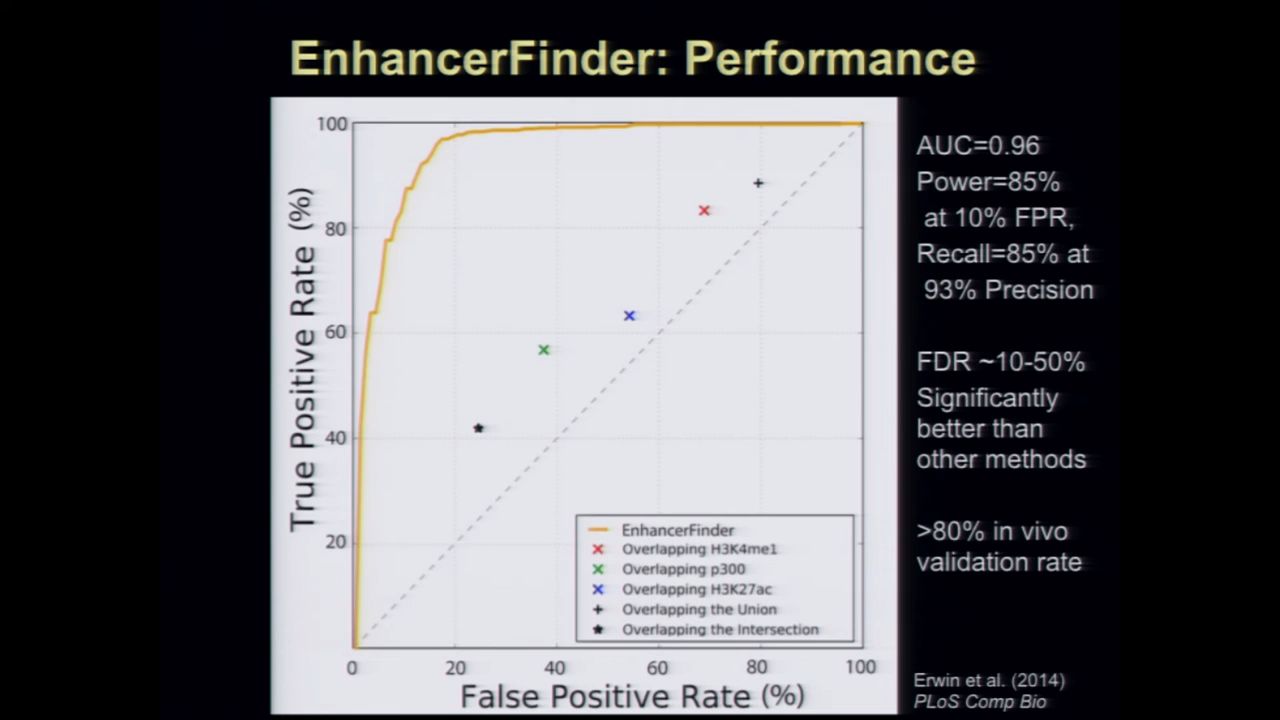 EnhancerFinder: Performance
100
80
60
40
20
0
20
40
60
80
100
True Positive Rate (%)
False Positive Rate (%)
EnhancerFinder
Overlapping H3K4me1
Overlapping p300
Overlapping H3K27ac
Overlapping the Union
Overlapping the Intersection
AUC=0.96
Power=85%
at 10% FPR,
Recall=85% at
93% Precision
FDR ~10-50%
Significantly
better than
other methods
>80% in vivo
validation rate
Erwin et al. (2014)
PLoS Comp Bio